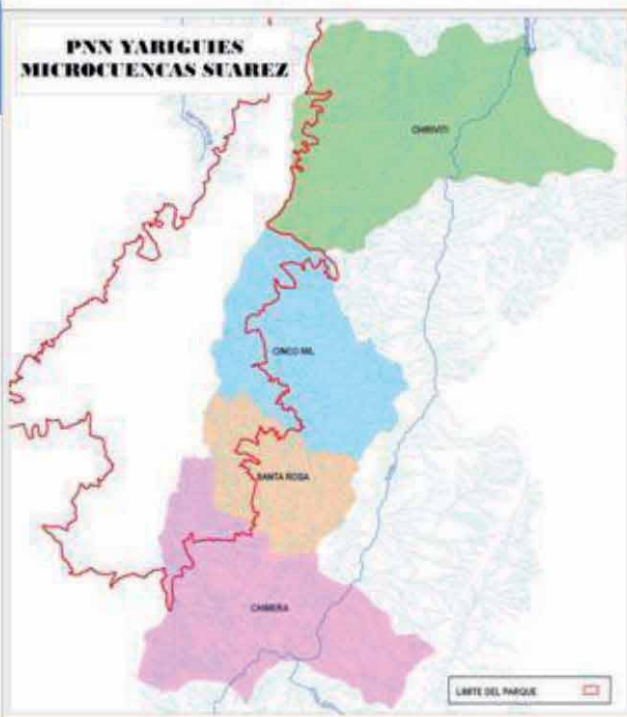 PNN YARIGUIES
MICROCUENCAS SUAREZ
CHIRIVITI
CINCO MIL
SANTA ROSA
CHIMERA
LIMITE DEL PARQUE